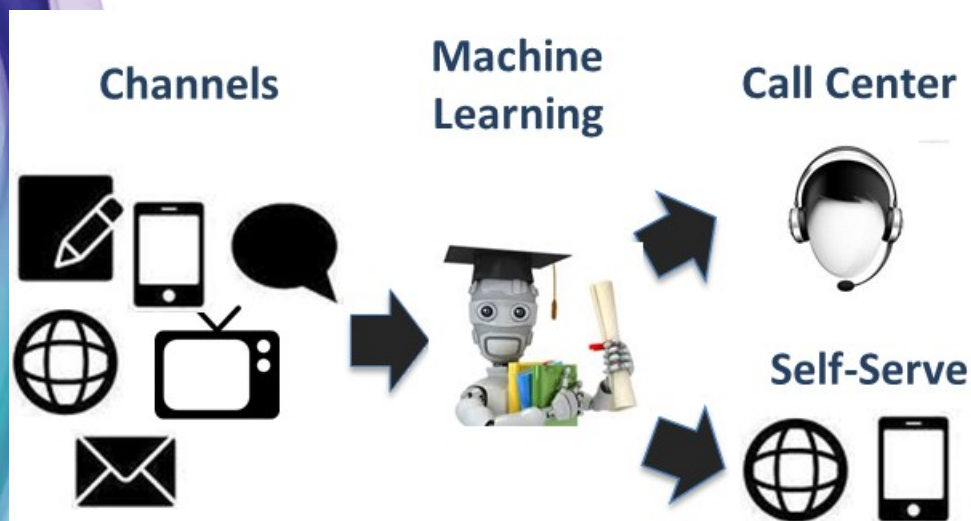 Channels
Machine
Learning
Call Center
Self-Serve